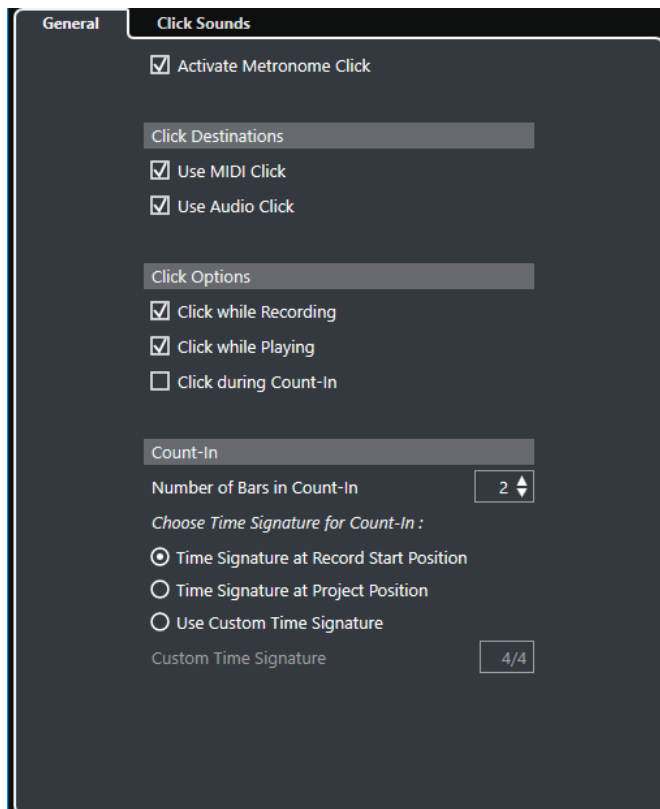 General Click Sounds
Activate Metronome Click
Click Destinations
Use MIDI Click
Use Audio Click
Click Options
Click while Recording
Click while Playing
Click during Count-In
Count-In
Number of Bars in Count-In 2
Choose Time Signature for Count-In :
Time Signature at Record Start Position
Time Signature at Project Position
Use Custom Time Signature
Custom Time Signature 4/4